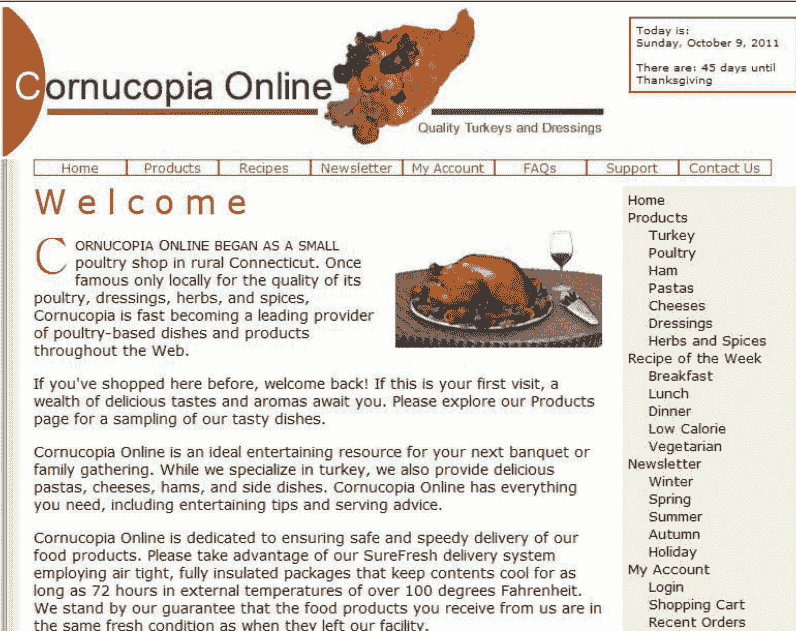 Cornucopia Online
Quality Turkeys and Dressings
Today is:
Sunday, October 9, 2011
There are: 45 days until
Thanksgiving
Home Products Recipes Newsletter My Account FAQs Support Contact Us
Welcome
CORNUCOPIA ONLINE BEGAN AS A SMALL
poultry shop in rural Connecticut. Once
famous only locally for the quality of its
poultry, dressings, herbs, and spices,
Cornucopia is fast becoming a leading provider
of poultry-based dishes and products
throughout the Web.
If you've shopped here before, welcome back! If this is your first visit, a
wealth of delicious tastes and aromas await you. Please explore our Products
page for a sampling of our tasty dishes.
Cornucopia Online is an ideal entertaining resource for your next banquet or
family gathering. While we specialize in turkey, we also provide delicious
pastas, cheeses, hams, and side dishes. Cornucopia Online has everything
you need, including entertaining tips and serving advice.
Cornucopia Online is dedicated to ensuring safe and speedy delivery of our
food products. Please take advantage of our SureFresh delivery system
employing air tight, fully insulated packages that keep contents cool for as
long as 72 hours in external temperatures of over 100 degrees Fahrenheit.
We stand by our guarantee that the food products you receive from us are in
the same fresh condition as when they left our facility.
Home
Products
Turkey
Poultry
Ham
Pastas
Cheeses
Dressings
Herbs and Spices
Recipe of the Week
Breakfast
Lunch
Dinner
Low Calorie
Vegetarian
Newsletter
Winter
Spring
Summer
Autumn
Holiday
My Account
Login
Shopping Cart
Recent Orders